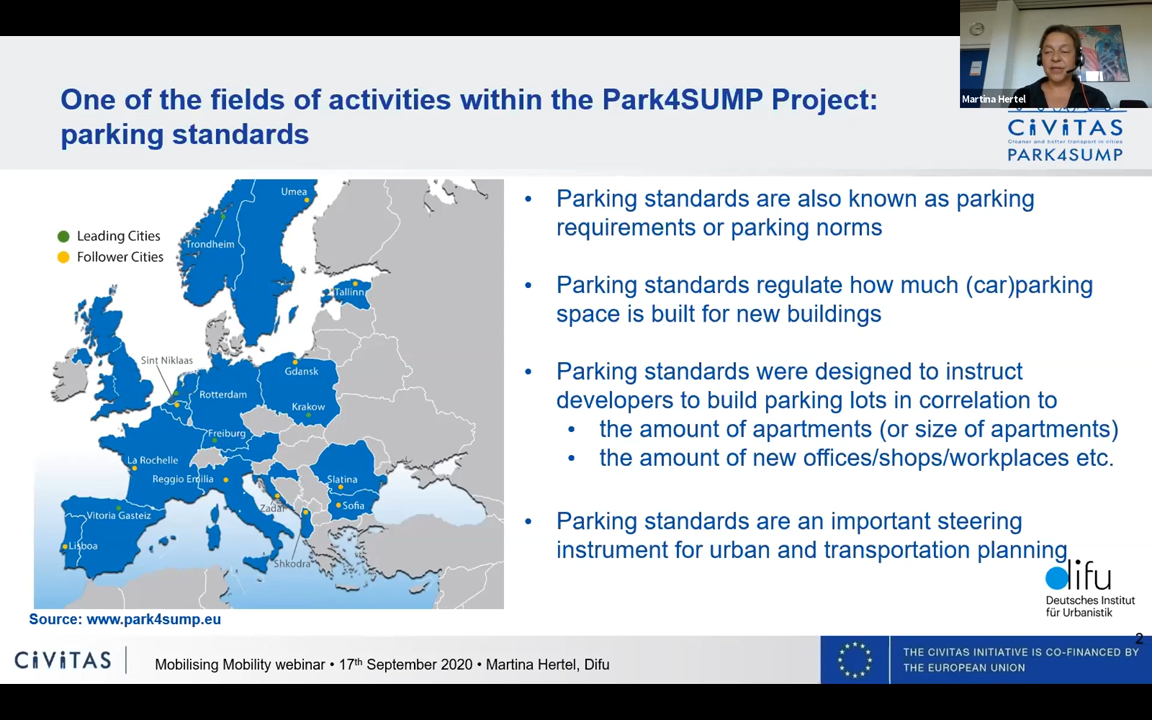 Martina Hertel
One of the fields of activities within the Park4SUMP Project:
parking standards
CIVITAS
Cleaner and better transport in cities
PARK4SUMP
Leading Cities
Follower Cities
Umea
Trondheim
Tallinn
Sint Niklaas
Gdansk
Rotterdam
Krakow
Freiburg
La Rochelle
Reggio Emilia
Slatina
Zadar
Sofia
Vitoria Gasteiz
Lisboa
Shkodra
Source: www.park4sump.eu
• Parking standards are also known as parking
requirements or parking norms
• Parking standards regulate how much (car)parking
space is built for new buildings
• Parking standards were designed to instruct
developers to build parking lots in correlation to
• the amount of apartments (or size of apartments)
• the amount of new offices/shops/workplaces etc.
• Parking standards are an important steering
instrument for urban and transportation planning
difu
Deutsches Institut
für Urbanistik
2
CIVITAS
Mobilising Mobility webinar • 17th September 2020 • Martina Hertel, Difu
THE CIVITAS INITIATIVE IS CO-FINANCED BY
THE EUROPEAN UNION